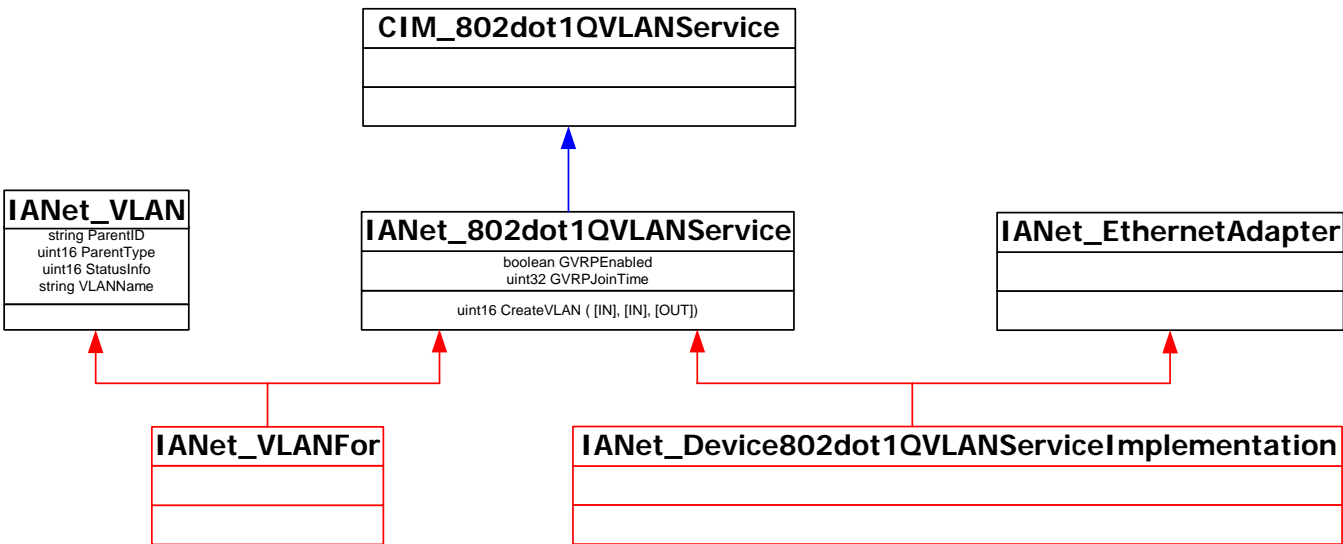 CIM_802dot1QVLANService
IANet_VLAN
string ParentID
uint16 ParentType
uint16 StatusInfo
string VLANName
IANet_802dot1QVLANService
boolean GVRPEnabled
uint32 GVRPJoinTime
uint16 CreateVLAN ( [IN], [IN], [OUT])
IANet_EthernetAdapter
IANet_VLANFor
IANet_Device802dot1QVLANServiceImplementation